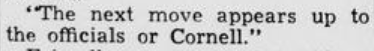 "The next move appears up to
the officials or Cornell."